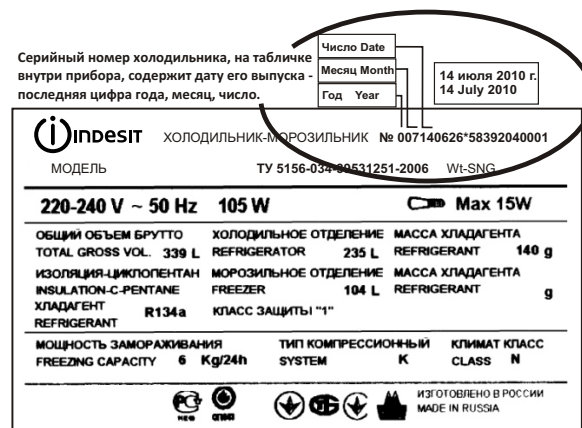 Серийный номер холодильника, на табличке
внутри прибора, содержит дату его выпуска -
последняя цифра года, месяц, число.
Число Date
Месяц Month
Год Year
14 июля 2010 г.
14 July 2010
INDESIT ХОЛОДИЛЬНИК-МОРОЗИЛЬНИК № 007140626*58392040001
МОДЕЛЬ ТУ 5156-034-39531251-2006 Wt-SNG
220-240 V ~ 50 Hz 105 W Max 15W
ОБЩИЙ ОБЪЕМ БРУТТО ХОЛОДИЛЬНОЕ ОТДЕЛЕНИЕ МАССА ХЛАДАГЕНТА
TOTAL GROSS VOL. 339 L REFRIGERATOR 235 L REFRIGERANT 140 g
ИЗОЛЯЦИЯ-ЦИКЛОПЕНТАН МОРОЗИЛЬНОЕ ОТДЕЛЕНИЕ МАССА ХЛАДАГЕНТА
INSULATION-C-PENTANE FREEZER 104 L REFRIGERANT g
ХЛАДАГЕНТ R134a КЛАСС ЗАЩИТЫ "1"
REFRIGERANT
МОЩНОСТЬ ЗАМОРАЖИВАНИЯ ТИП КОМПРЕССИОННЫЙ КЛИМАТ КЛАСС
FREEZING CAPACITY 6 Kg/24h SYSTEM K CLASS N
ИЗГОТОВЛЕНО В РОССИИ
MADE IN RUSSIA